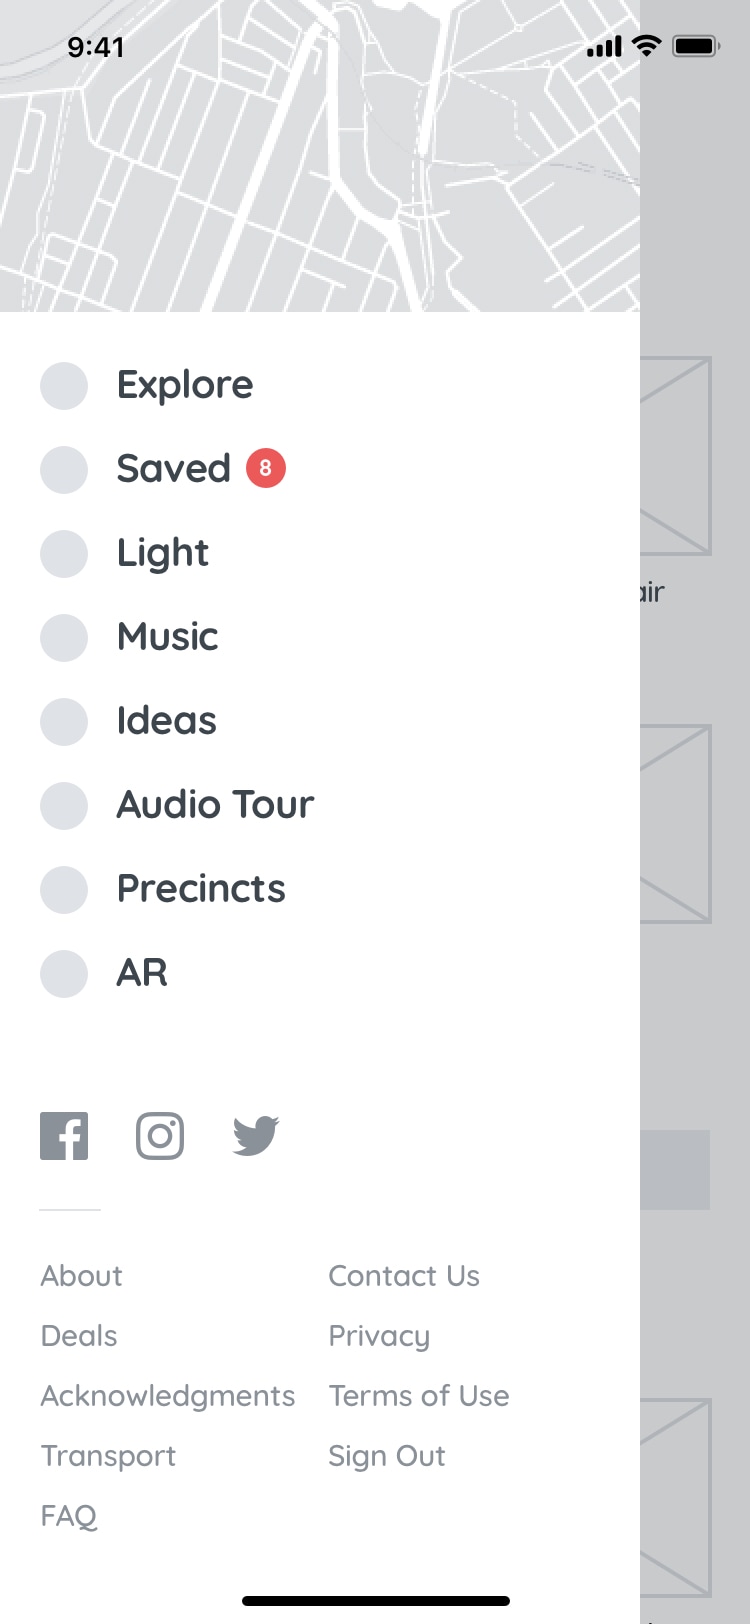 9:41
Explore
Saved 8
Light
Music
Ideas
Audio Tour
Precincts
AR
About
Deals
Acknowledgments
Transport
FAQ
Contact Us
Privacy
Terms of Use
Sign Out